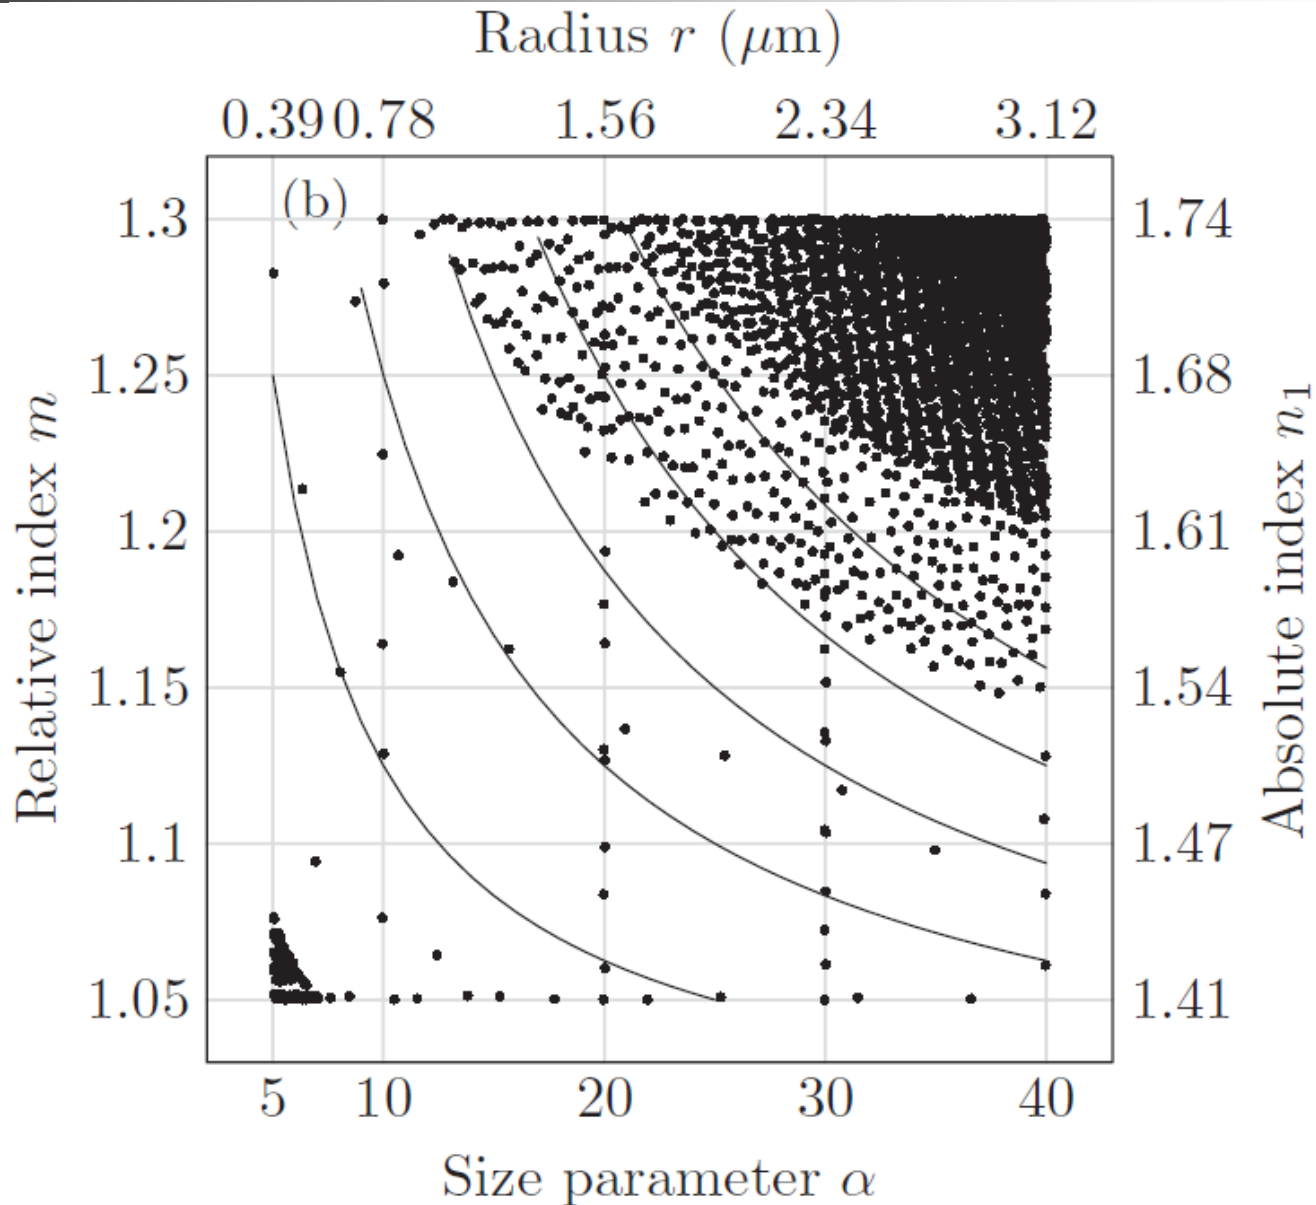 Radius r (μm)
0.39 0.78 1.56 2.34 3.12
(b)
1.3 1.74
1.25 1.68
1.2 1.61
1.15 1.54
1.1 1.47
1.05 1.41
Relative index m
Absolute index n₁
5 10 20 30 40
Size parameter α